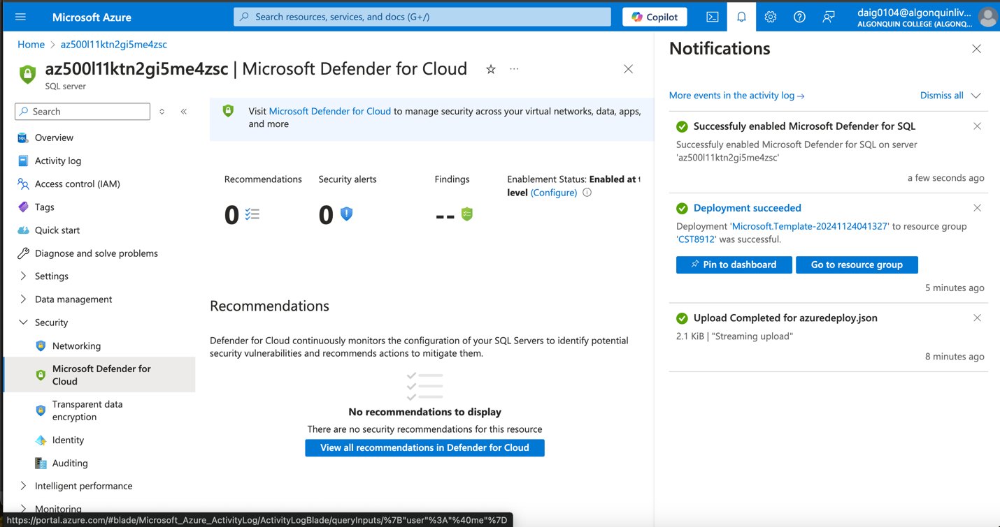 Microsoft Azure
Search resources, services, and docs (G+/)
Copilot
daig0104@algonquinliv...
ALGONQUIN COLLEGE (ALGONQ...
Home > az500l11ktn2gi5me4zsc
az500l11ktn2gi5me4zsc | Microsoft Defender for Cloud
SQL server
Search
Overview
Activity log
Access control (IAM)
Tags
Quick start
Diagnose and solve problems
Settings
Data management
Security
Networking
Microsoft Defender for
Cloud
Transparent data
encryption
Identity
Auditing
Intelligent performance
Monitoring
Visit Microsoft Defender for Cloud to manage security across your virtual networks, data, apps,
and more
Recommendations
0
Security alerts
0
Findings
--
Enablement Status: Enabled at t
level (Configure)
Recommendations
Defender for Cloud continuously monitors the configuration of your SQL Servers to identify potential
security vulnerabilities and recommends actions to mitigate them.
No recommendations to display
There are no security recommendations for this resource
View all recommendations in Defender for Cloud
Notifications
More events in the activity log →
Dismiss all
Successfuly enabled Microsoft Defender for SQL
Successfuly enabled Microsoft Defender for SQL on server
'az500l11ktn2gi5me4zsc'
a few seconds ago
Deployment succeeded
Deployment 'Microsoft.Template-20241124041327' to resource group
'CST8912' was successful.
Pin to dashboard
Go to resource group
5 minutes ago
Upload Completed for azuredeploy.json
2.1 KiB | "Streaming upload"
8 minutes ago
https://portal.azure.com/#blade/Microsoft_Azure_ActivityLog/ActivityLogBlade/queryInputs/%7B"user"%3A"%40me"%7D